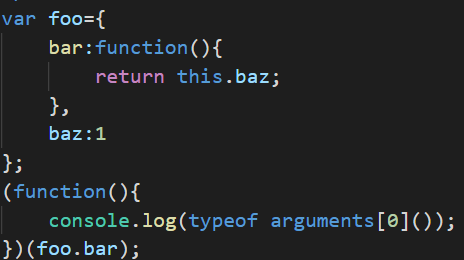 var foo={
    bar:function(){
        return this.baz;
    },
    baz:1
};
(function(){
    console.log(typeof arguments[0]());
})(foo.bar);